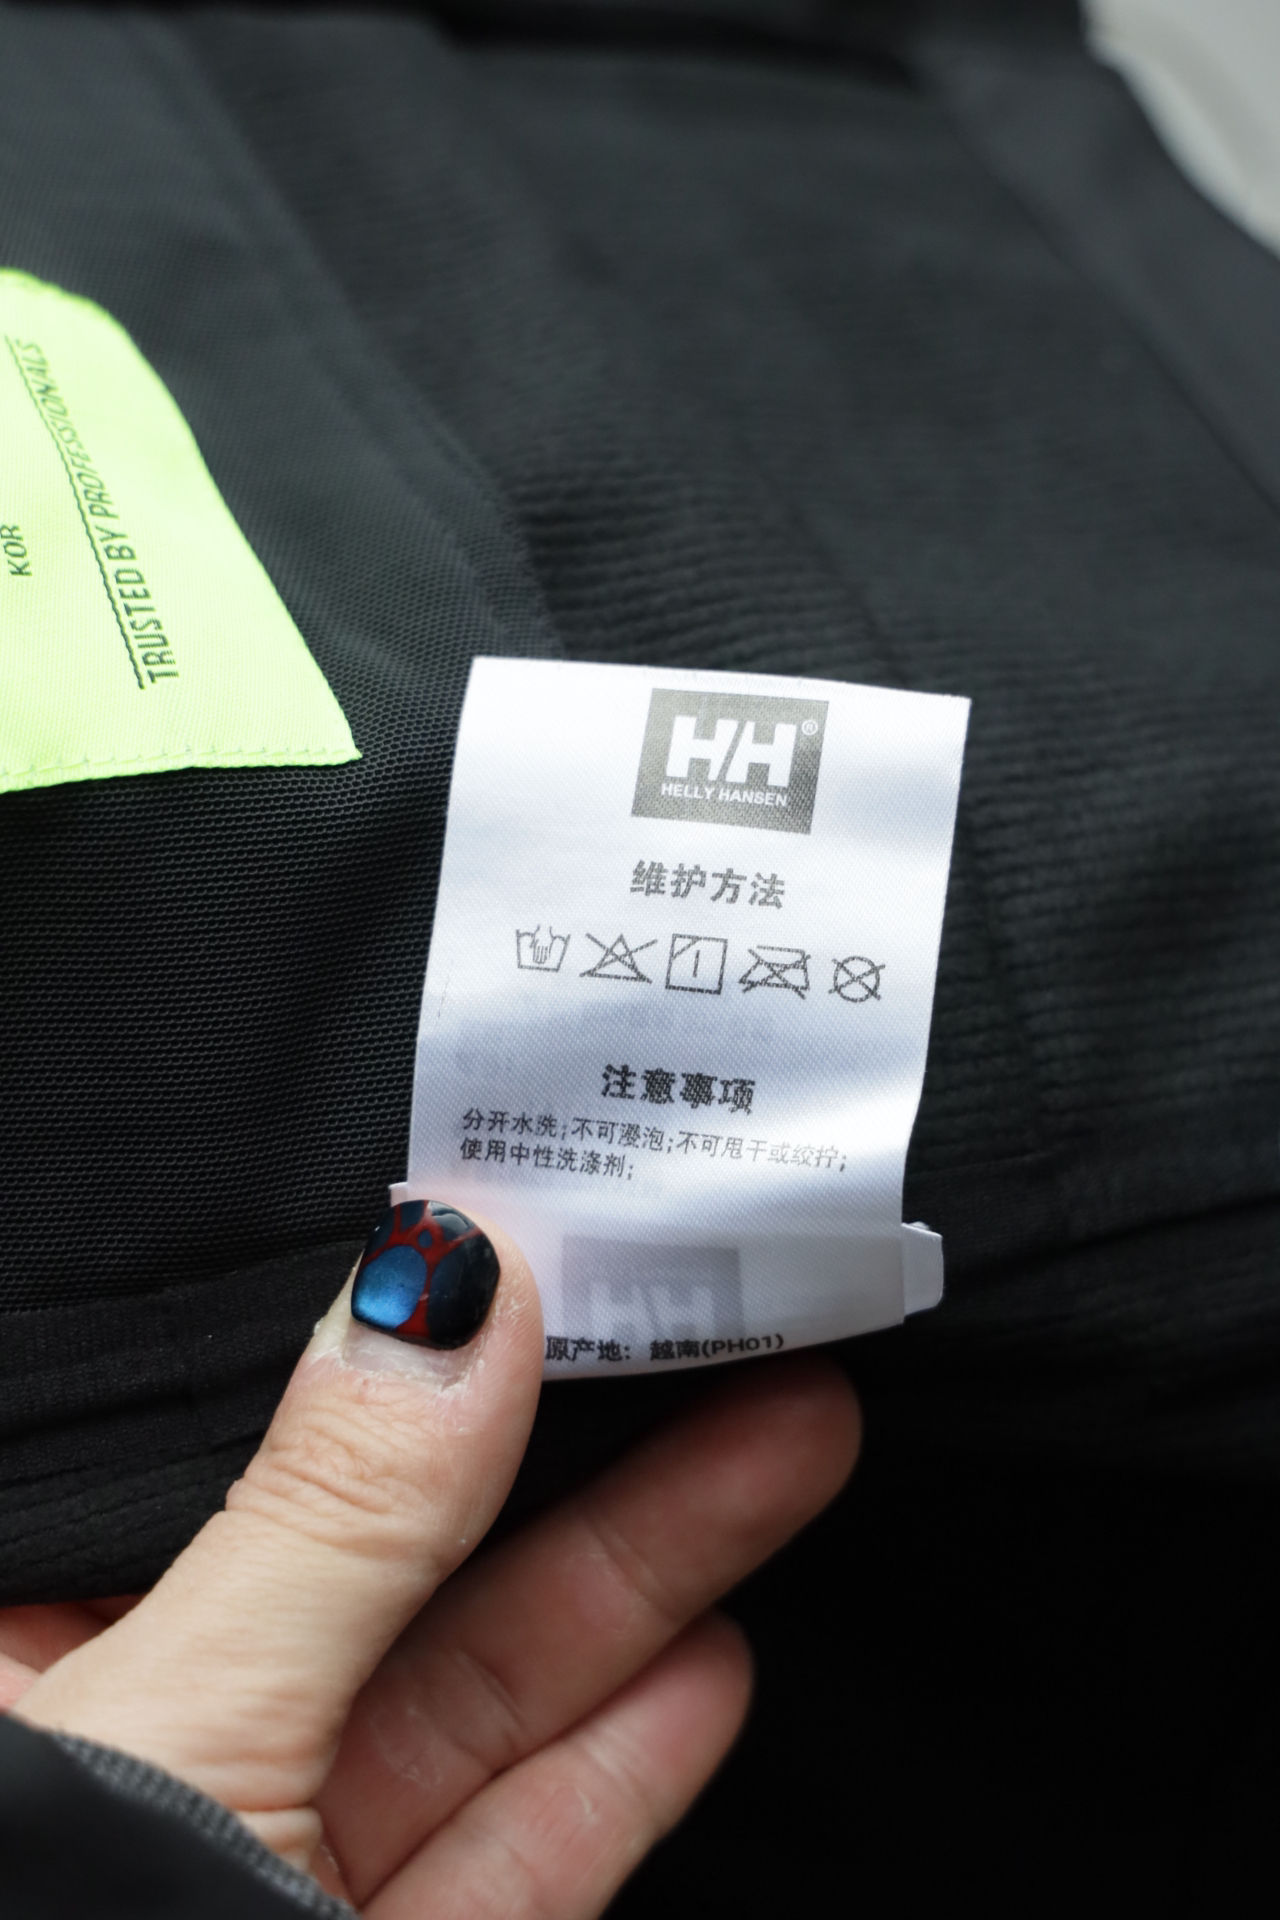 KOR
TRUSTED BY PROFESSIONALS
HH®
HELLY HANSEN
维护方法
注意事项
分开水洗;不可浸泡;不可甩干或绞拧;
使用中性洗涤剂;
原产地：越南(PH01)